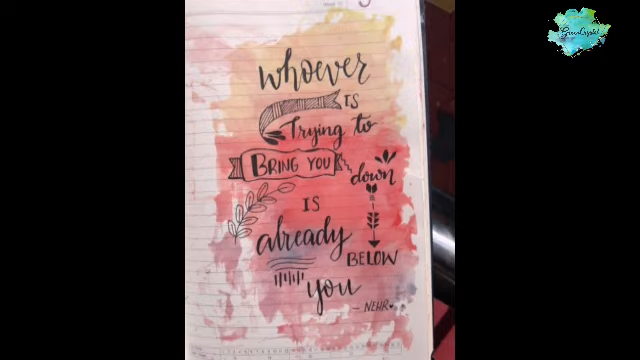 whoever
IS
Trying to
BRING YOU
down
IS
already
BELOW
you
- NEHR